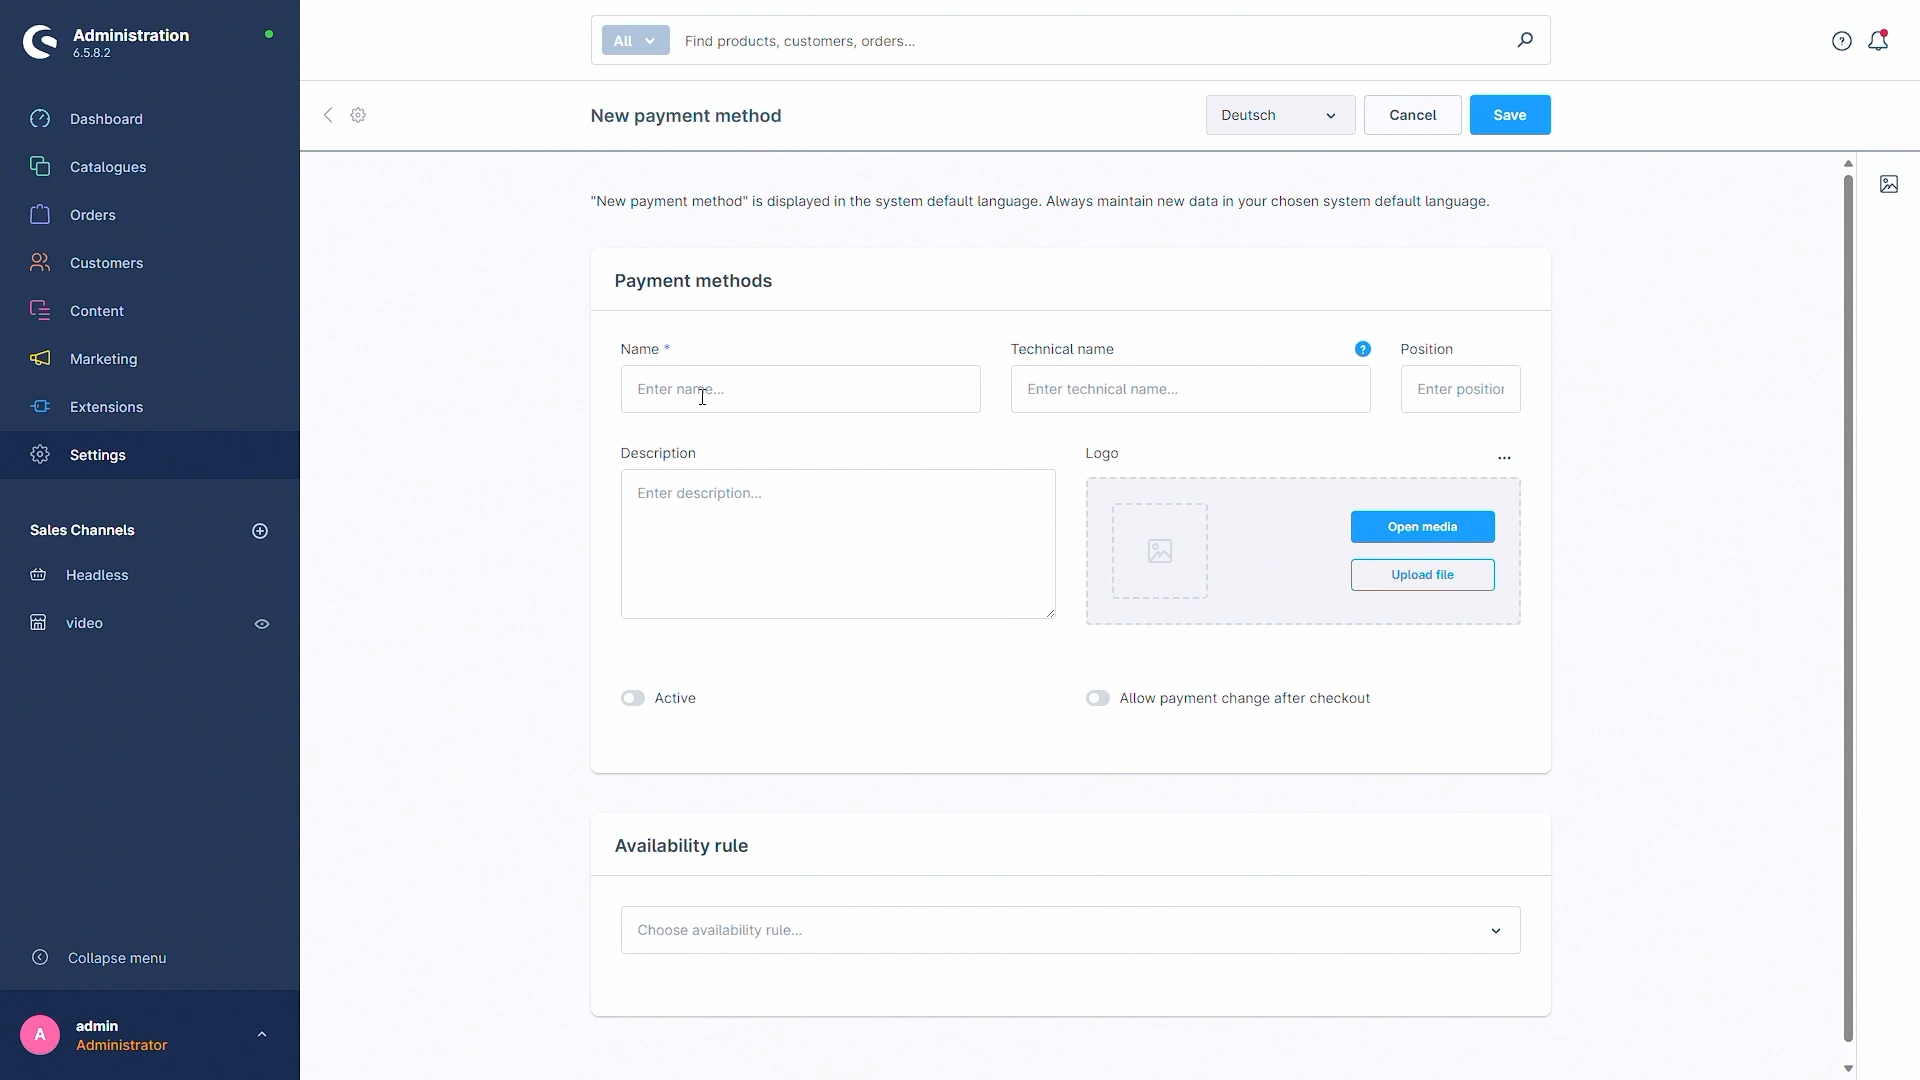 Administration
6.5.8.2
Dashboard
Catalogues
Orders
Customers
Content
Marketing
Extensions
Settings
Sales Channels
Headless
video
Collapse menu
A
admin
Administrator
All
Find products, customers, orders...
New payment method
Deutsch
Cancel
Save
"New payment method" is displayed in the system default language. Always maintain new data in your chosen system default language.
Payment methods
Name *
Technical name
?
Position
Enter name...
Enter technical name...
Enter position
Description
Logo
...
Enter description...
Open media
Upload file
Active
Allow payment change after checkout
Availability rule
Choose availability rule...